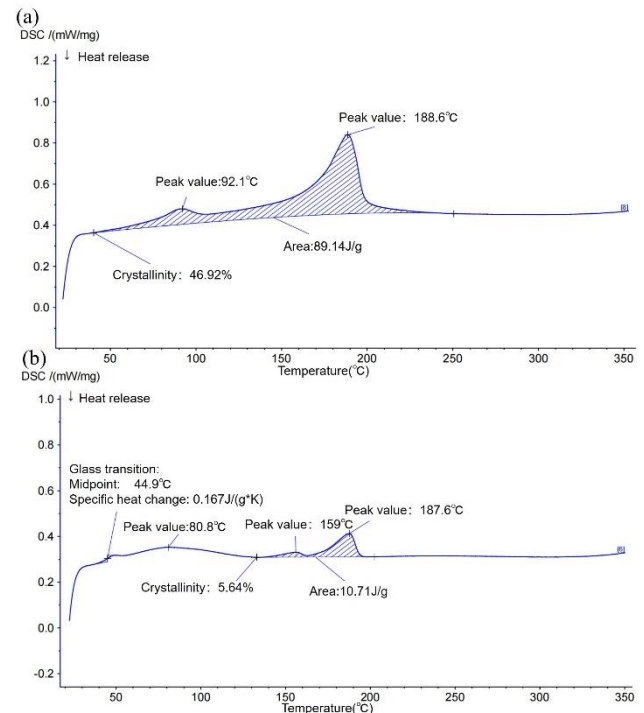 (a)
DSC /(mW/mg)
↓ Heat release
1.2
1.0
0.8
0.6
0.4
0.2
0.0
Peak value: 188.6℃
Peak value:92.1℃
Area:89.14J/g
Crystallinity: 46.92%
50 100 150 200 250 300 350
Temperature(℃)
(b)
DSC /(mW/mg)
↓ Heat release
1.0
0.8
0.6
0.4
0.2
0.0
-0.2
Glass transition:
Midpoint: 44.9℃
Specific heat change: 0.167J/(g*K)
Peak value:80.8℃
Peak value: 159℃
Peak value: 187.6℃
Crystallinity: 5.64%
Area:10.71J/g
50 100 150 200 250 300 350
Temperature(℃)